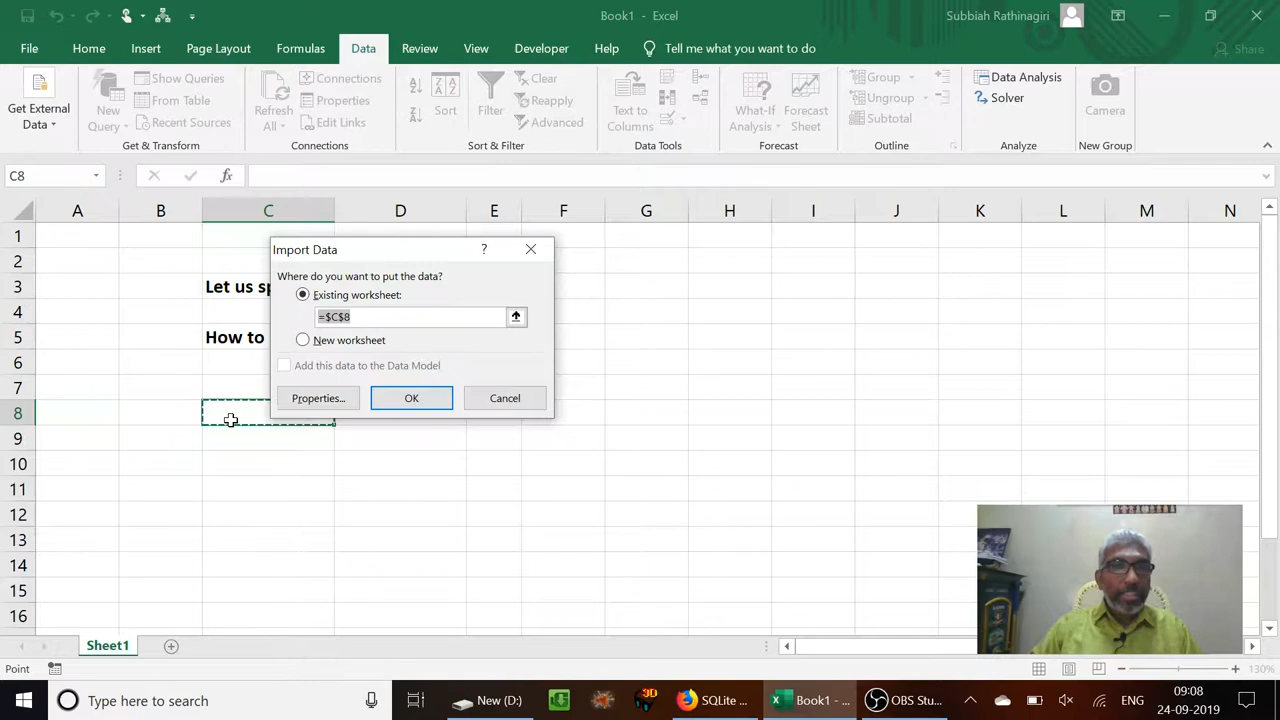 Book1 - Excel
Subbiah Rathinagiri
File Home Insert Page Layout Formulas Data Review View Developer Help Tell me what you want to do Share
Get External Data
New Query
Show Queries
From Table
Recent Sources
Get & Transform
Refresh All
Connections
Properties
Edit Links
Connections
Sort
Filter
Clear
Reapply
Advanced
Sort & Filter
Text to Columns
Data Tools
What-If Analysis
Forecast Sheet
Forecast
Group
Ungroup
Subtotal
Outline
Data Analysis
Solver
Analyze
Camera
New Group
C8
fx
A B C D E F G H I J K L M N
1
2
3 Let us sp
4
5 How to
6
7
8
9
10
11
12
13
14
15
16
Import Data
?
Where do you want to put the data?
Existing worksheet:
=$C$8
New worksheet
Add this data to the Data Model
Properties...
OK
Cancel
Sheet1
Point
130%
Type here to search
New (D:)
3D
SQLite ...
Book1 - ...
OBS Stu...
ENG
09:08
24-09-2019